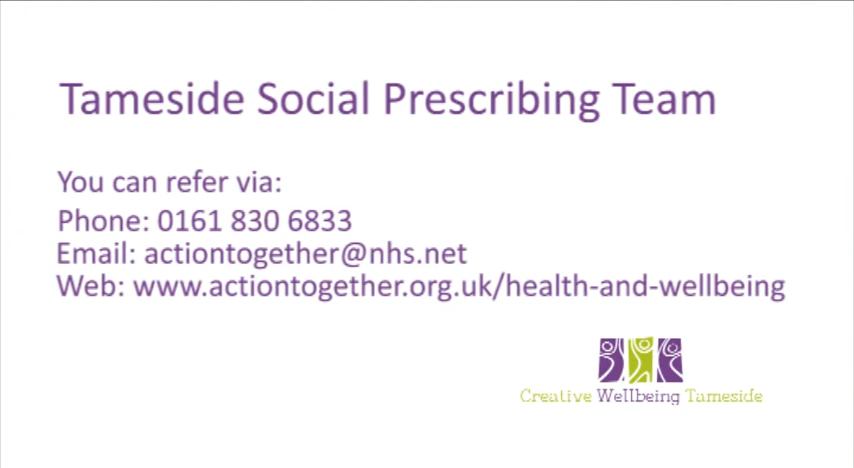 Tameside Social Prescribing Team
You can refer via:
Phone: 0161 830 6833
Email: actiontogether@nhs.net
Web: www.actiontogether.org.uk/health-and-wellbeing
Creative Wellbeing Tameside